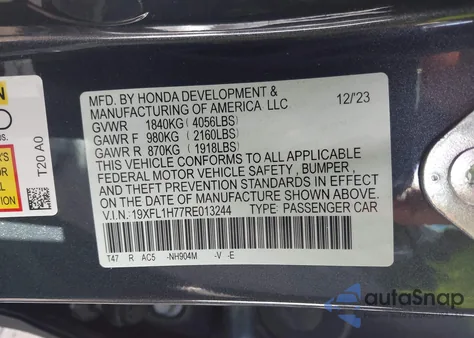 MFD. BY HONDA DEVELOPMENT &
MANUFACTURING OF AMERICA LLC 12/'23
GVWR 1840KG (4056LBS)
GAWR F 980KG (2160LBS)
GAWR R 870KG (1918LBS)
THIS VEHICLE CONFORMS TO ALL APPLICABLE
FEDERAL MOTOR VEHICLE SAFETY, BUMPER,
AND THEFT PREVENTION STANDARDS IN EFFECT
ON THE DATE OF MANUFACTURE SHOWN ABOVE.
V.I.N.: 19XFL1H77RE013244 TYPE: PASSENGER CAR
T47 R AC5 -NH904M -V -E
T20 A0
autoSnap